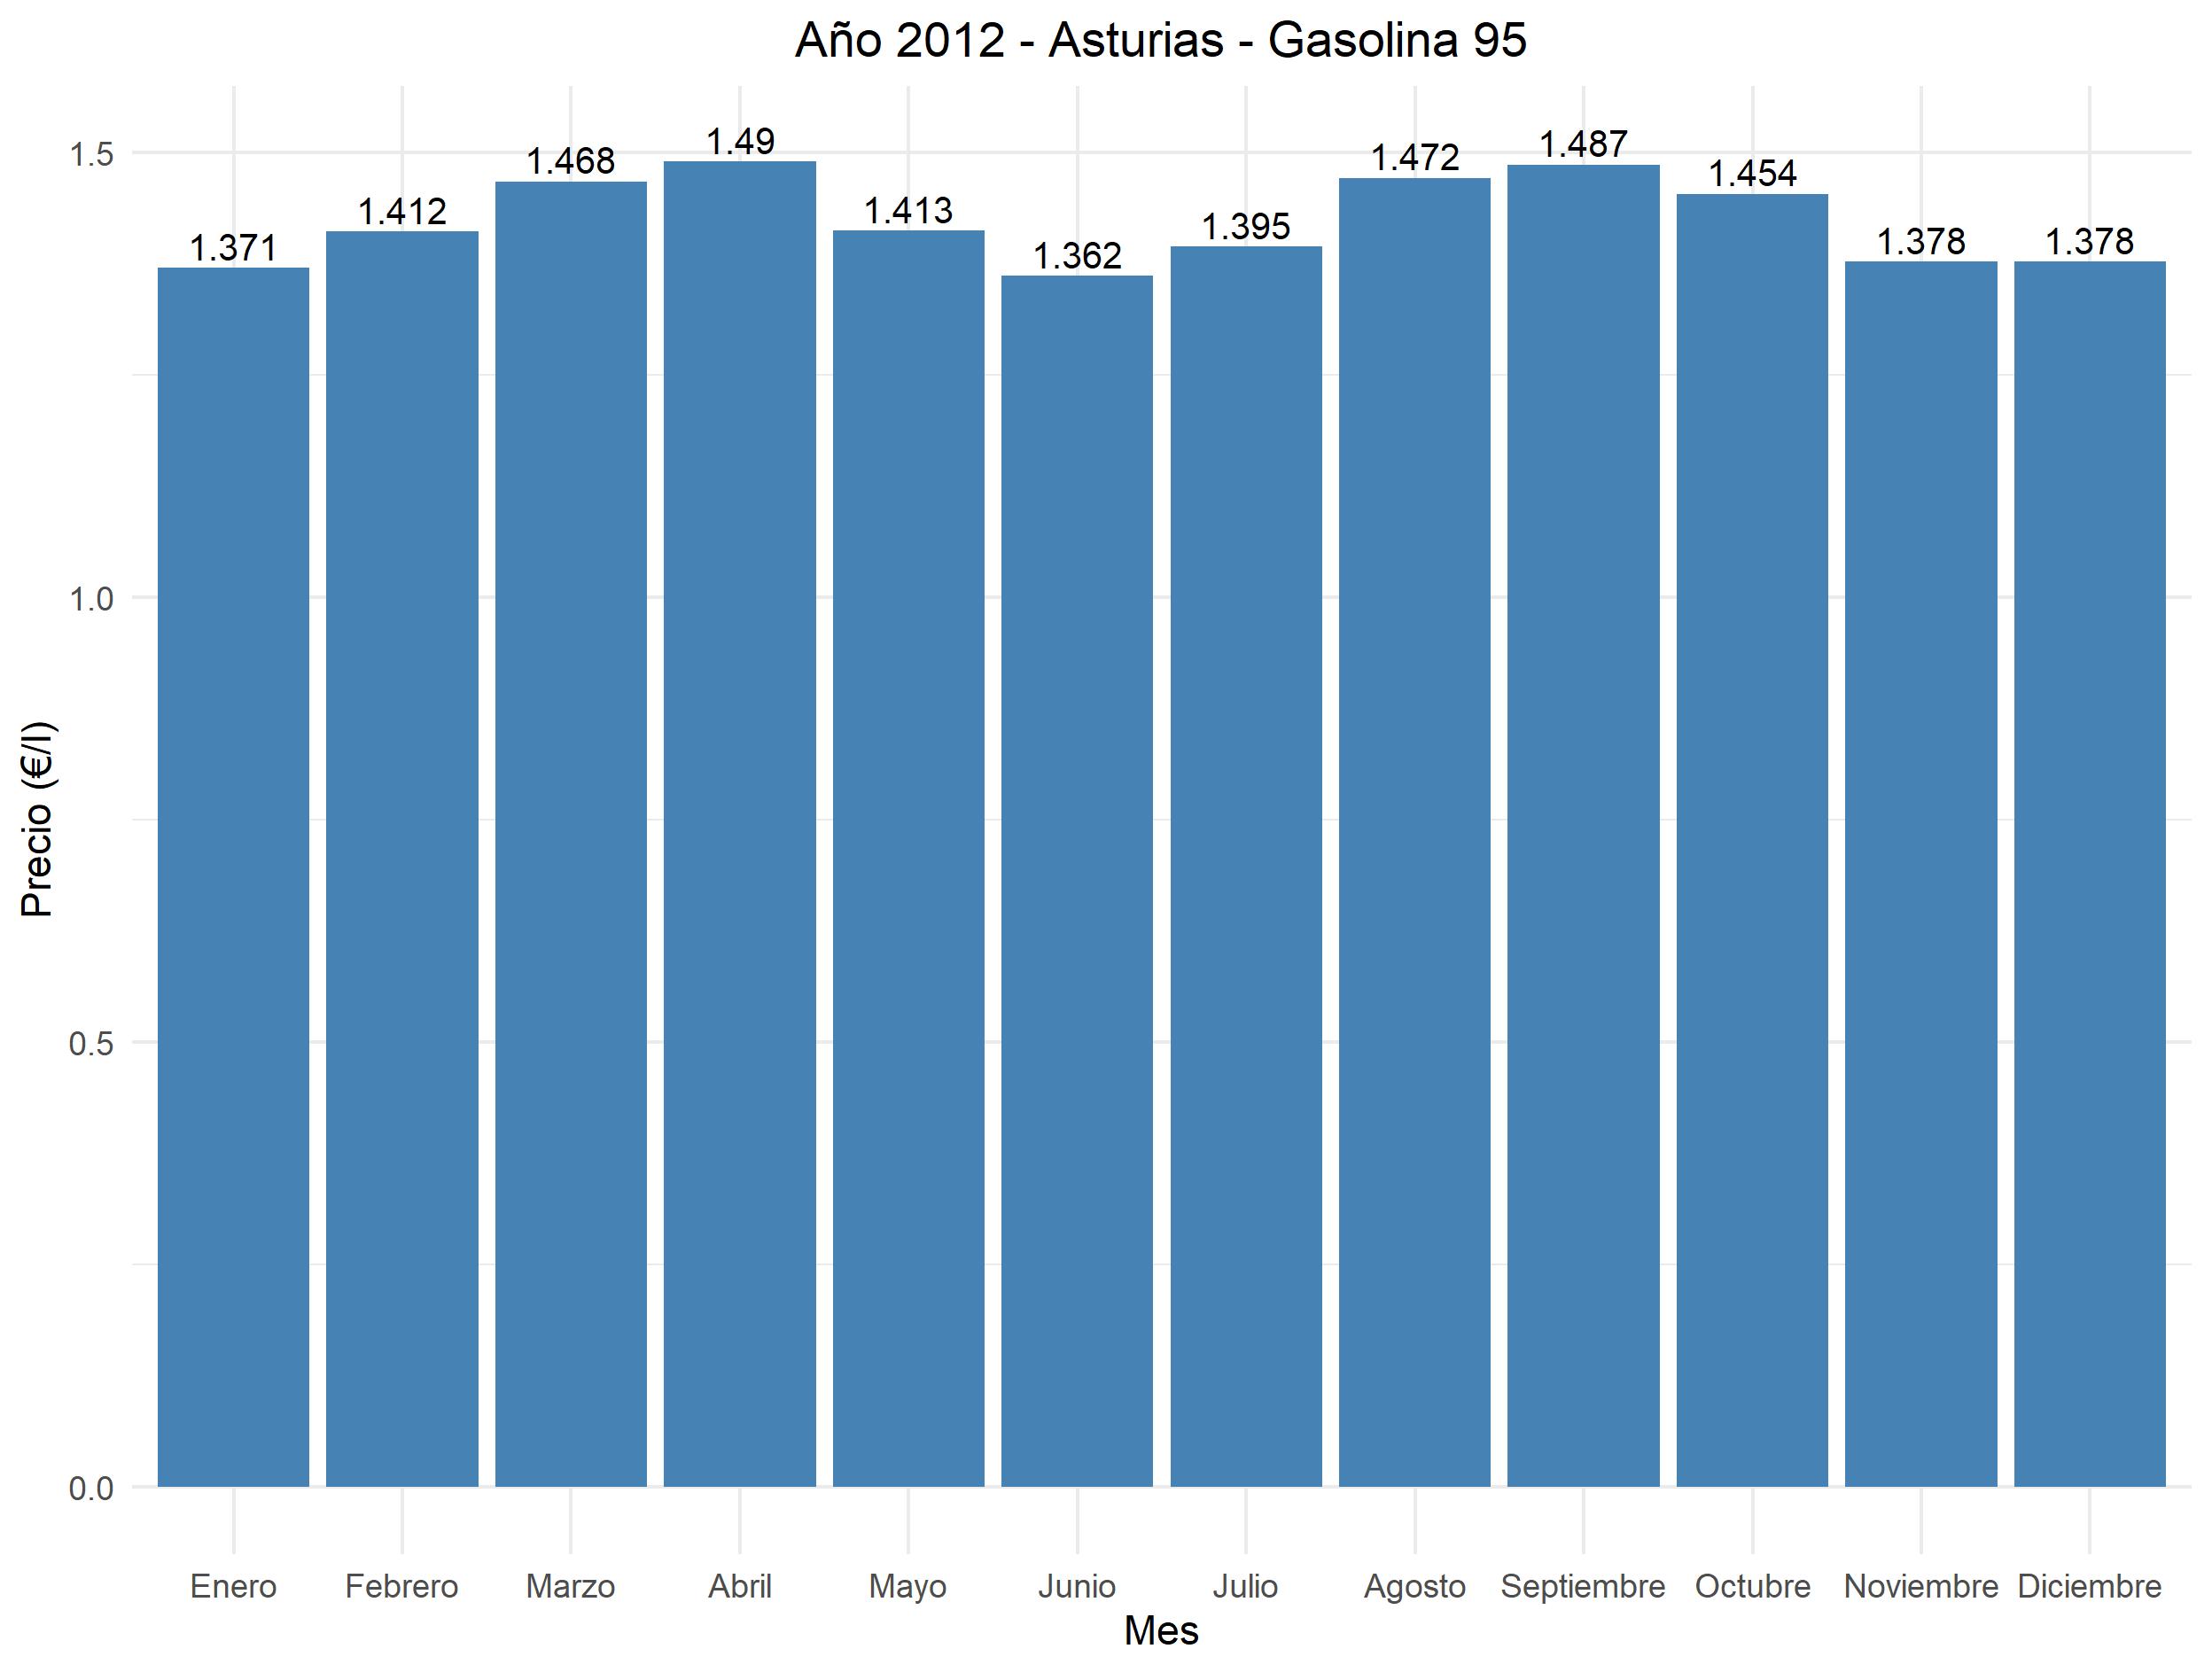 Año 2012 - Asturias - Gasolina 95
Precio (€/l)
1.5
1.0
0.5
0.0
1.371
1.412
1.468
1.49
1.413
1.362
1.395
1.472
1.487
1.454
1.378
1.378
Enero
Febrero
Marzo
Abril
Mayo
Junio
Julio
Agosto
Septiembre
Octubre
Noviembre
Diciembre
Mes